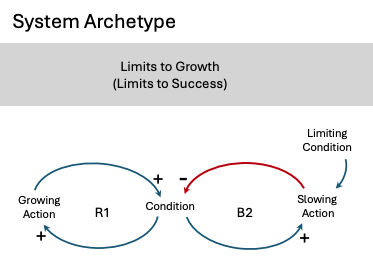 System Archetype
Limits to Growth
(Limits to Success)
Limiting
Condition
+ -
Growing
Action
R1
Condition
B2
Slowing
Action
+
+